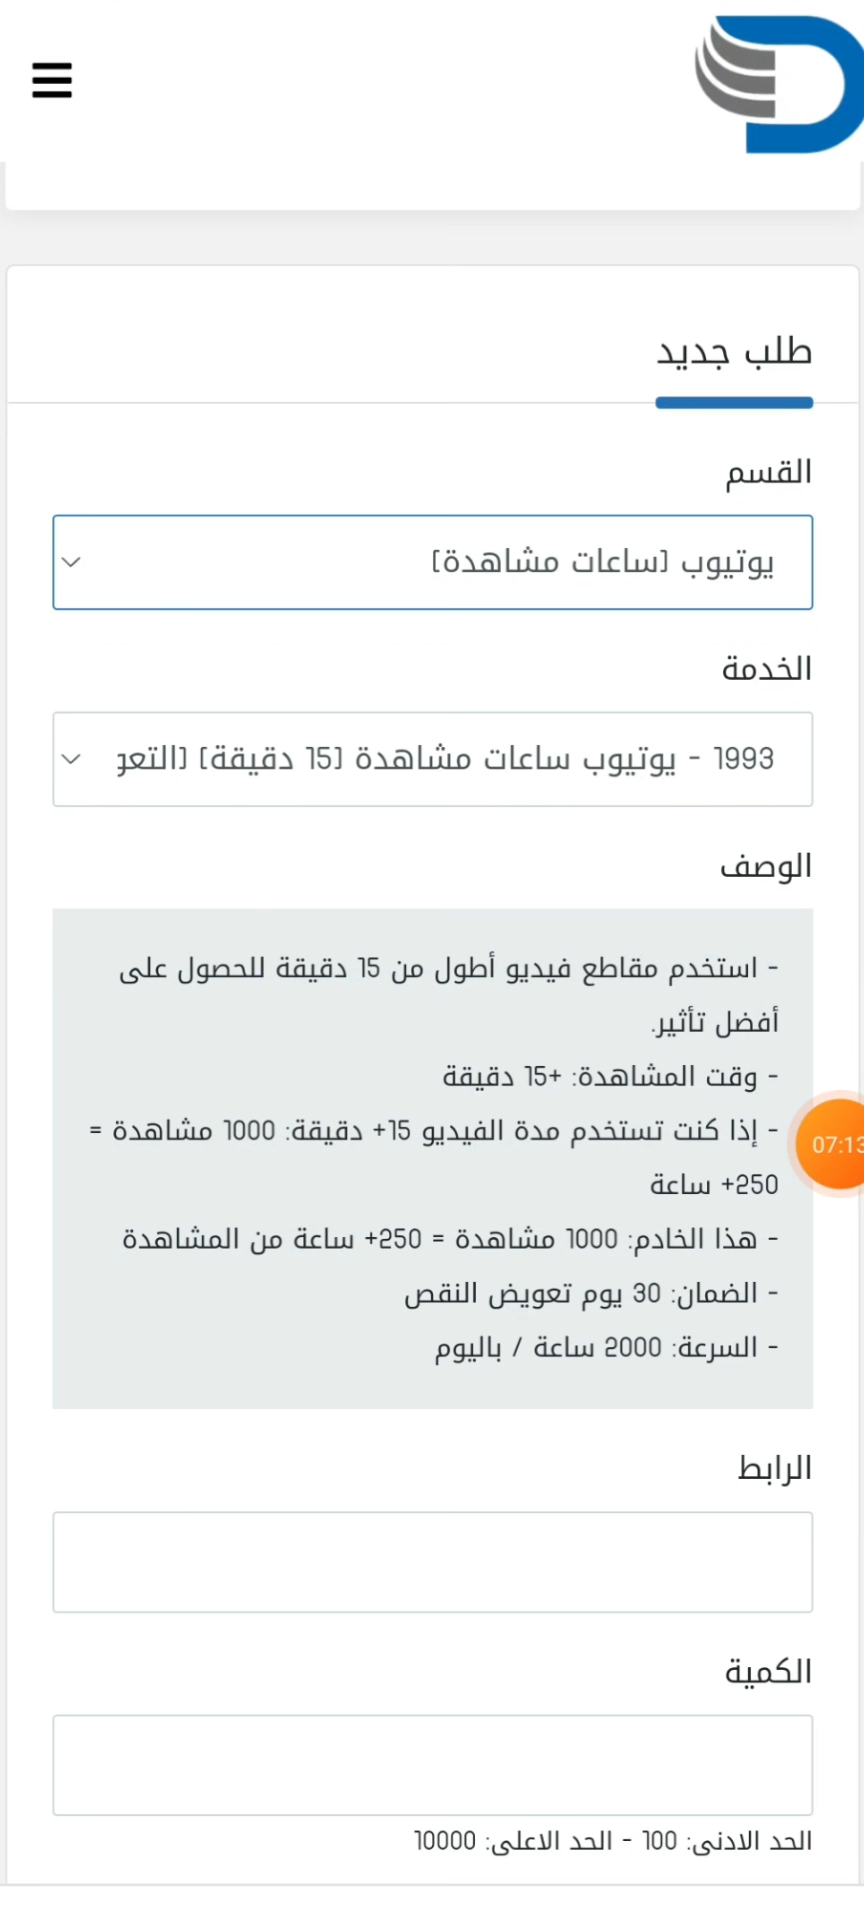 طلب جديد
القسم
يوتيوب [ساعات مشاهدة]
الخدمة
1993 - يوتيوب ساعات مشاهدة [15 دقيقة] [التعو
الوصف
- استخدم مقاطع فيديو أطول من 15 دقيقة للحصول على
أفضل تأثير.
- وقت المشاهدة: +15 دقيقة
- إذا كنت تستخدم مدة الفيديو 15+ دقيقة: 1000 مشاهدة =
250+ ساعة
07:13
- هذا الخادم: 1000 مشاهدة = 250+ ساعة من المشاهدة
- الضمان: 30 يوم تعويض النقص
- السرعة: 2000 ساعة / باليوم
الرابط
الكمية
الحد الادنى: 100 - الحد الاعلى: 10000